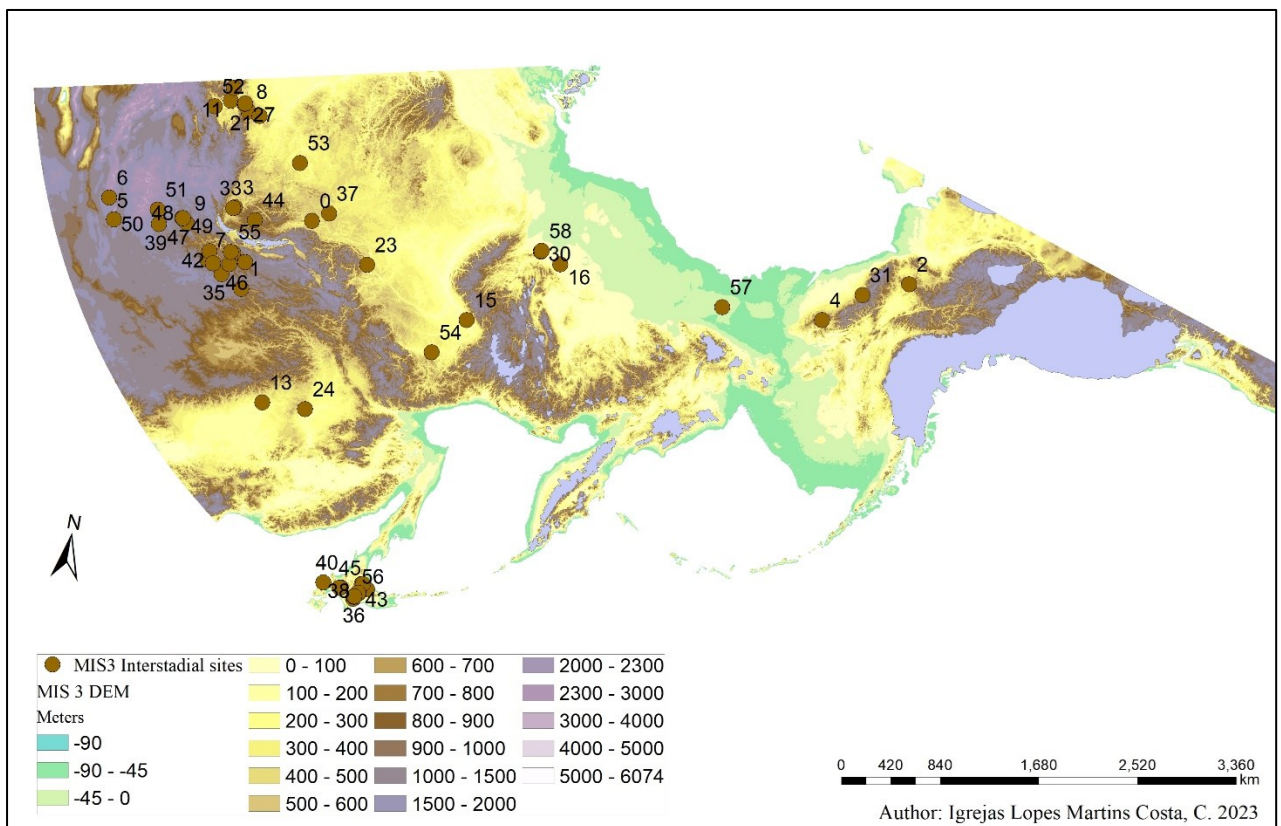 52
8
11
21
27
53
6
5
51
9
333
44
0
37
50
48
49
39
47
7
55
42
1
23
35
46
58
30
16
15
54
57
31
2
4
13
24
N
40
45
56
38
43
36
MIS3 Interstadial sites
MIS 3 DEM
Meters
-90
-90 - -45
-45 - 0
0 - 100
100 - 200
200 - 300
300 - 400
400 - 500
500 - 600
600 - 700
700 - 800
800 - 900
900 - 1000
1000 - 1500
1500 - 2000
2000 - 2300
2300 - 3000
3000 - 4000
4000 - 5000
5000 - 6074
0 420 840 1,680 2,520 3,360
km
Author: Igrejas Lopes Martins Costa, C. 2023